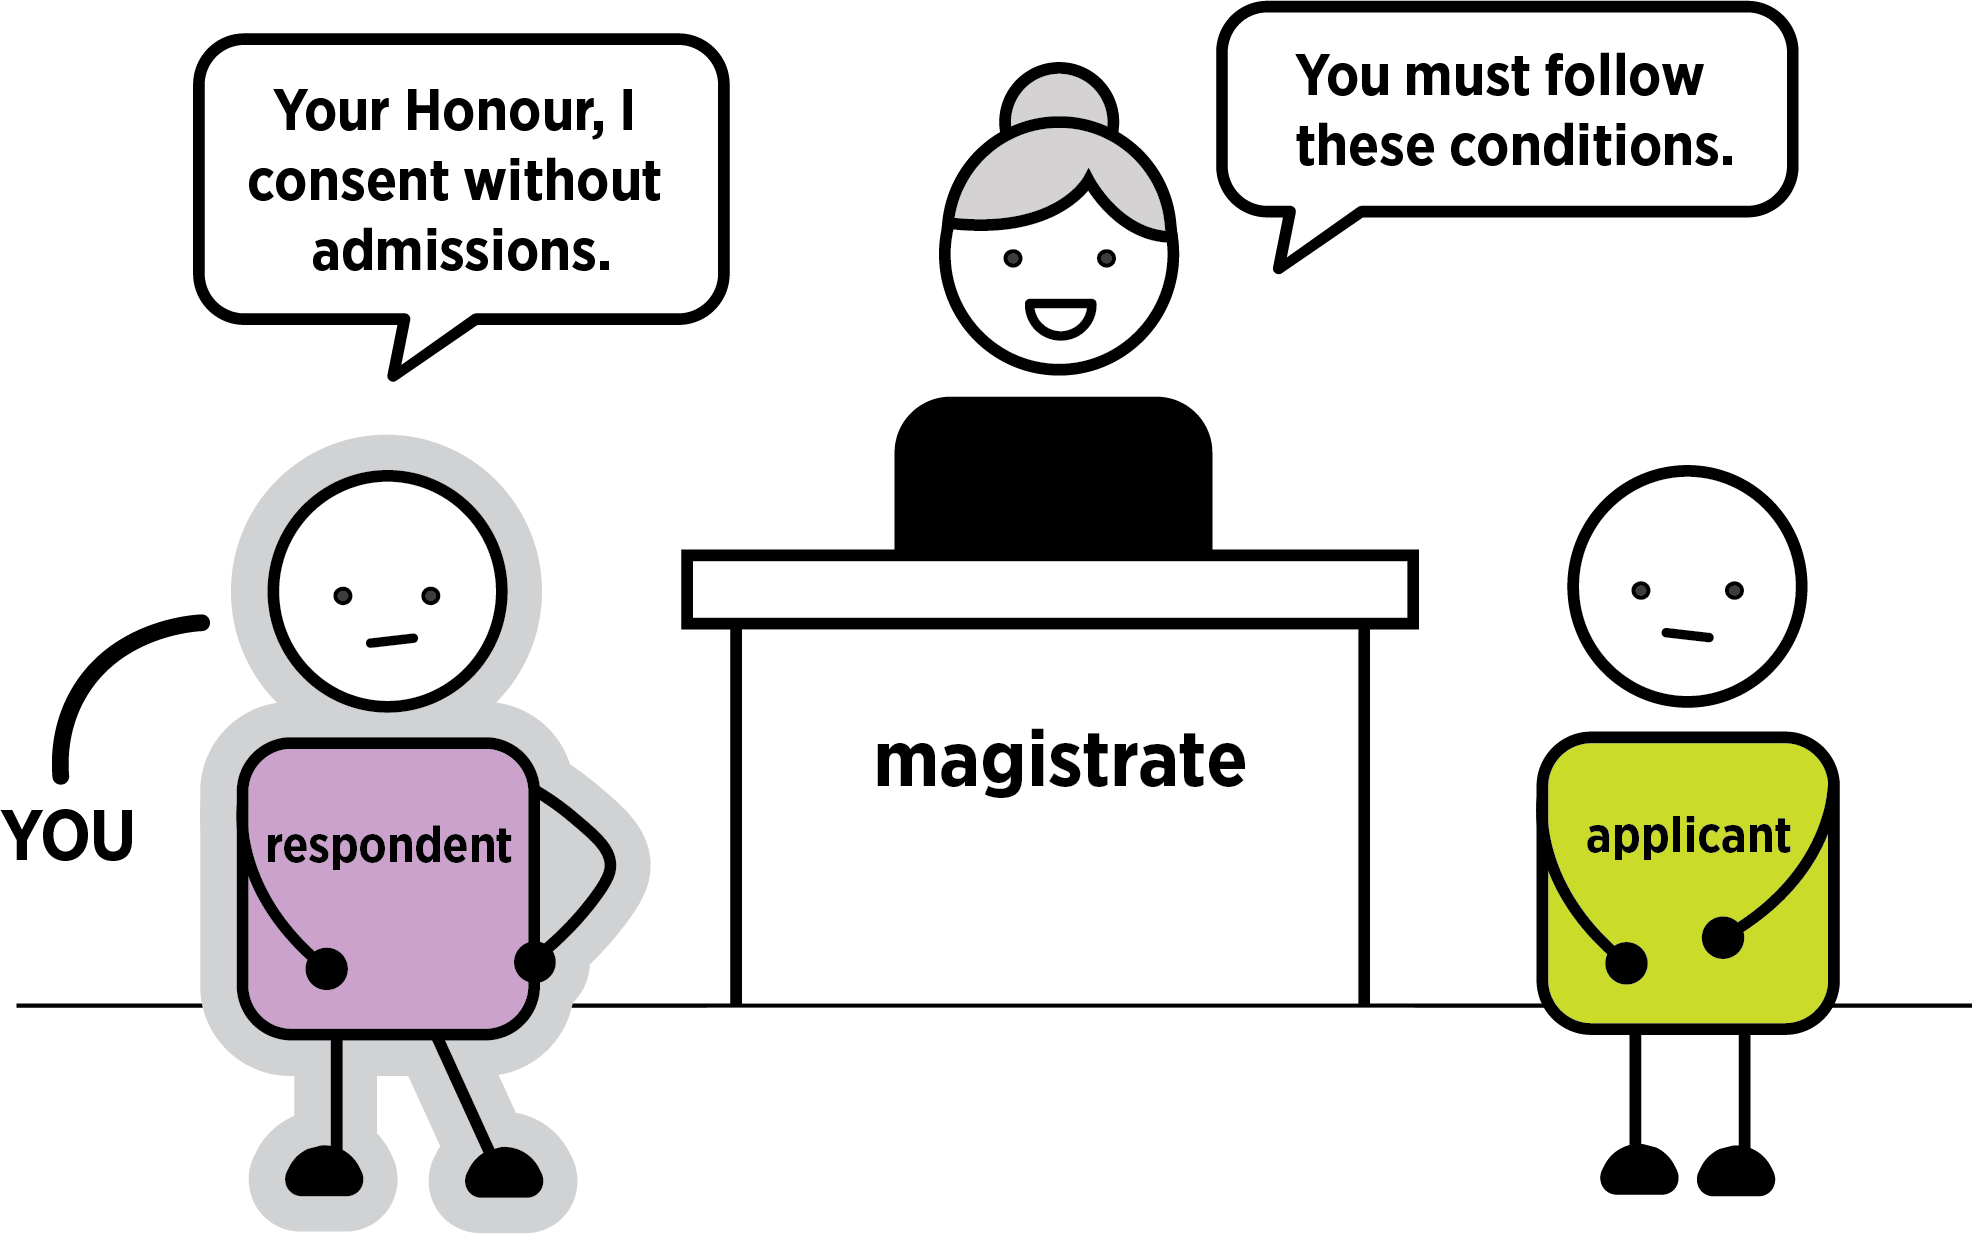 Your Honour, I
consent without
admissions.
You must follow
these conditions.
magistrate
YOU
respondent
applicant